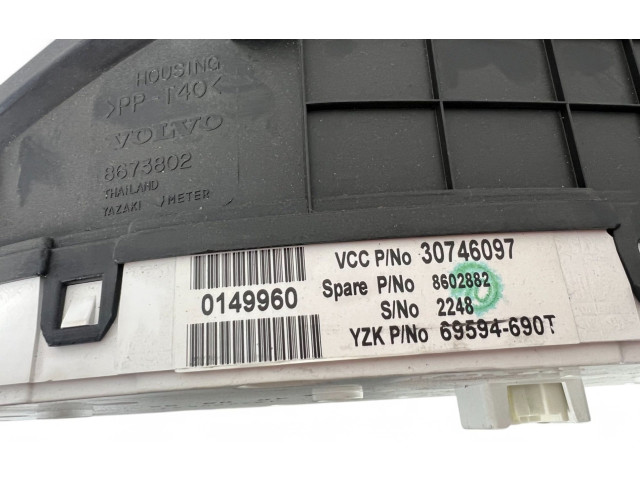 HOUSING
>PP-T40<
VOLVO
8673802
SHAILAND
YAZAKI METER
VCC P/No 30746097
0149960
Spare P/No 8602882
S/No 2248
YZK P/No 69594-690T